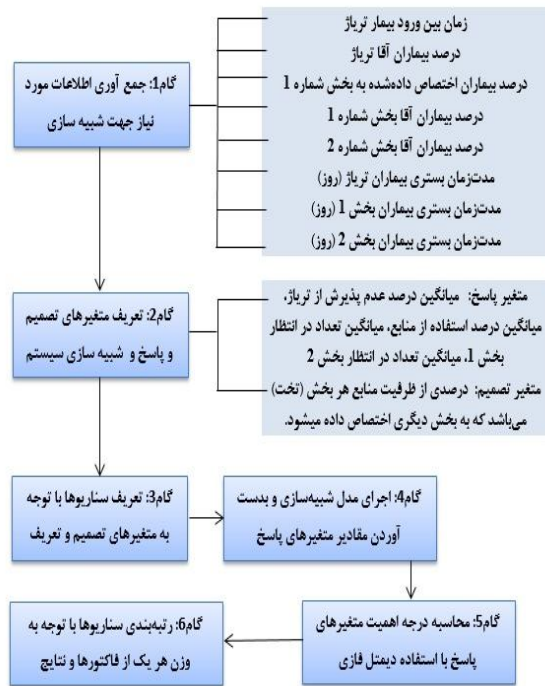 گام1: جمع آوری اطلاعات مورد
نیاز جهت شبیه سازی
زمان بین ورود بیمار تریاژ
درصد بیماران آقا تریاژ
درصد بیماران اختصاص داده‌شده به بخش شماره 1
درصد بیماران آقا بخش شماره 1
درصد بیماران آقا بخش شماره 2
مدت‌زمان بستری بیماران تریاژ (روز)
مدت‌زمان بستری بیماران بخش 1 (روز)
مدت‌زمان بستری بیماران بخش 2 (روز)
گام2: تعریف متغیرهای تصمیم
و پاسخ و شبیه سازی سیستم
متغیر پاسخ: میانگین درصد عدم پذیرش از تریاژ،
میانگین درصد استفاده از منابع، میانگین تعداد در انتظار
بخش 1، میانگین تعداد در انتظار بخش 2
متغیر تصمیم: درصدی از ظرفیت منابع هر بخش (تخت)
می‌باشد که به بخش دیگری اختصاص داده میشود.
گام3: تعریف سناریوها با توجه
به متغیرهای تصمیم و تعریف
گام4: اجرای مدل شبیه‌سازی و بدست
آوردن مقادیر متغیرهای پاسخ
گام5: محاسبه درجه اهمیت متغیرهای
پاسخ با استفاده دیمتل فازی
گام6: رتبه‌بندی سناریوها با توجه به
وزن هر یک از فاکتورها و نتایج